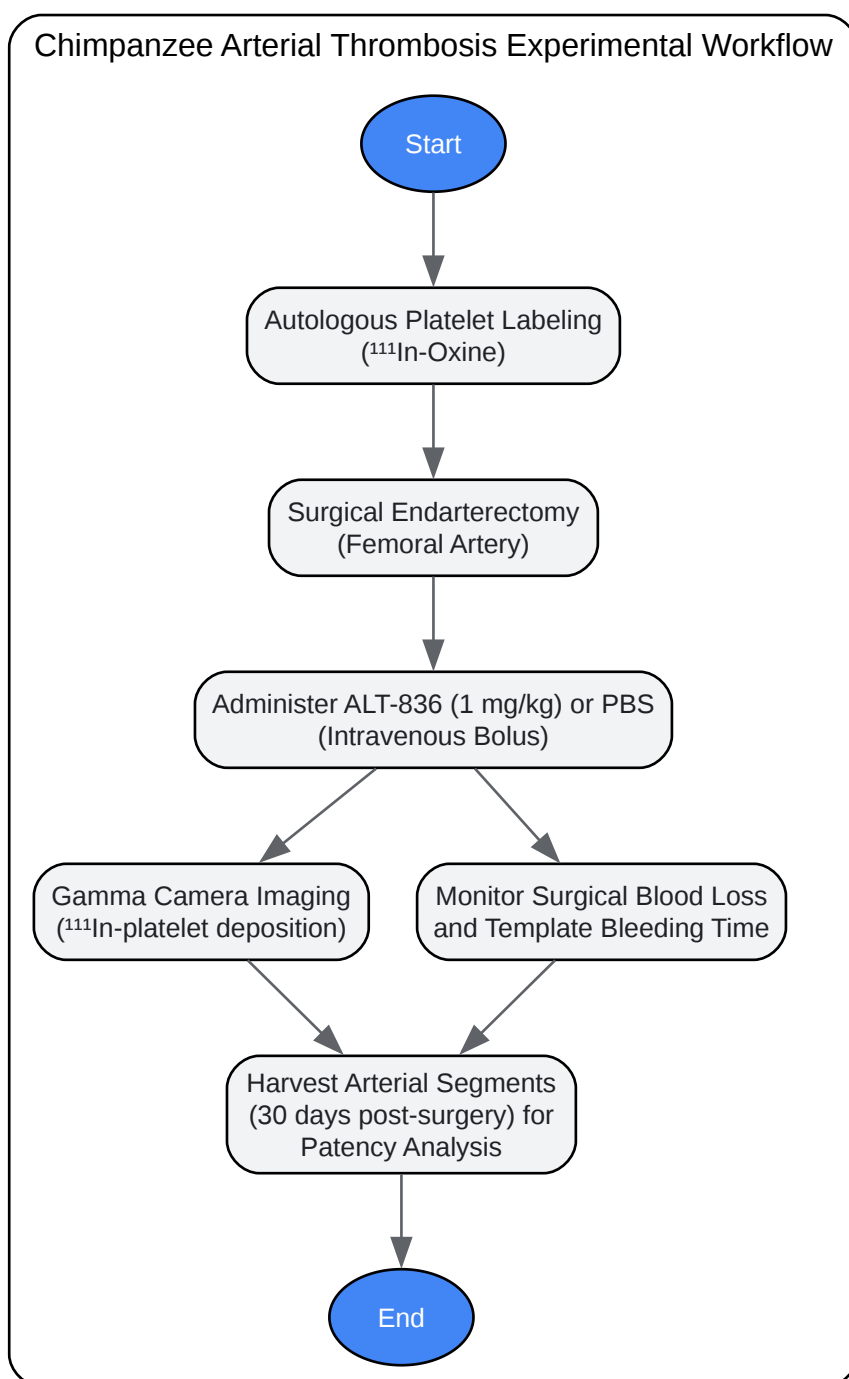 Chimpanzee Arterial Thrombosis Experimental Workflow
Start
Autologous Platelet Labeling
(¹¹¹In-Oxine)
Surgical Endarterectomy
(Femoral Artery)
Administer ALT-836 (1 mg/kg) or PBS
(Intravenous Bolus)
Gamma Camera Imaging
(¹¹¹In-platelet deposition)
Monitor Surgical Blood Loss
and Template Bleeding Time
Harvest Arterial Segments
(30 days post-surgery) for
Patency Analysis
End